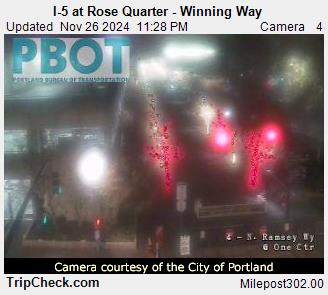 I-5 at Rose Quarter - Winning Way
Updated Nov 26 2024 11:28 PM Camera 4
PBOT
PORTLAND BUREAU OF TRANSPORTATION
4 - N. Ramsey Wy
@ One Ctr
Camera courtesy of the City of Portland
TripCheck.com Milepost302.00